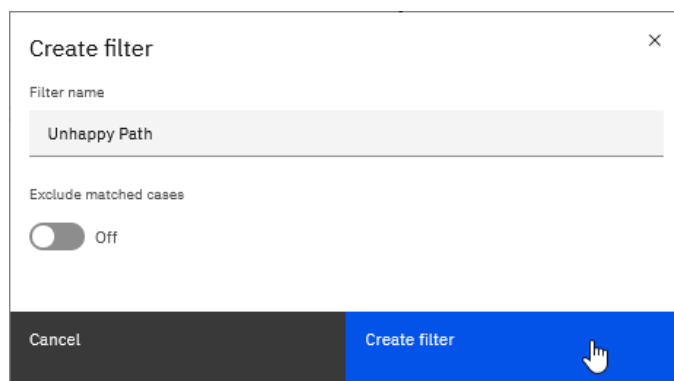 Create filter
Filter name
Unhappy Path
Exclude matched cases
Off
Cancel
Create filter